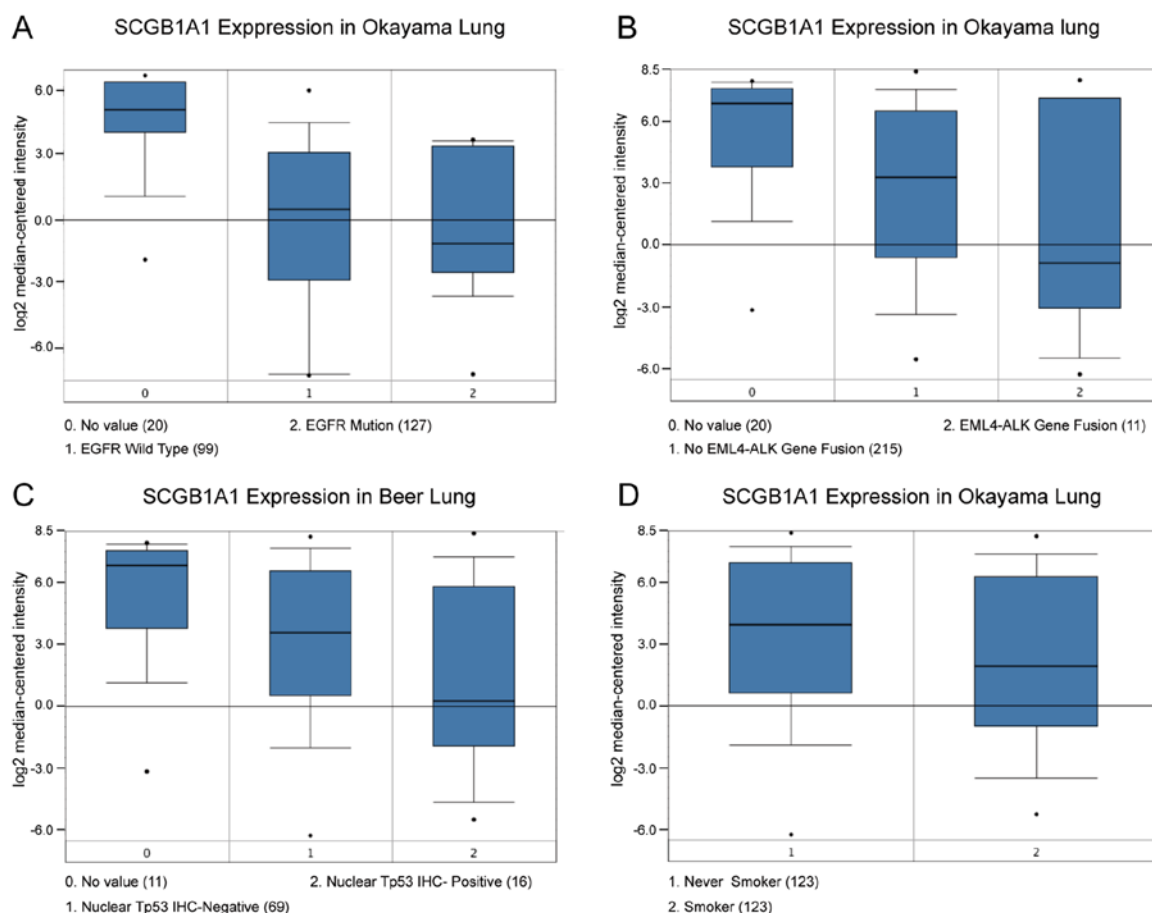 A
SCGB1A1 Exppression in Okayama Lung
log2 median-centered intensity
6.0
3.0
0.0
-3.0
-6.0
0
1
2
0. No value (20)
2. EGFR Mution (127)
1. EGFR Wild Type (99)
B
SCGB1A1 Expression in Okayama lung
log2 median-centered intensity
8.5
6.0
3.0
0.0
-3.0
-6.0
0
1
2
0. No value (20)
2. EML4-ALK Gene Fusion (11)
1. No EML4-ALK Gene Fusion (215)
C
SCGB1A1 Expression in Beer Lung
log2 median-centered intensity
8.5
6.0
3.0
0.0
-3.0
-6.0
0
1
2
0. No value (11)
2. Nuclear Tp53 IHC- Positive (16)
1. Nuclear Tp53 IHC-Negative (69)
D
SCGB1A1 Expression in Okayama Lung
log2 median-centered intensity
8.5
6.0
3.0
0.0
-3.0
-6.0
1
2
1. Never Smoker (123)
2. Smoker (123)